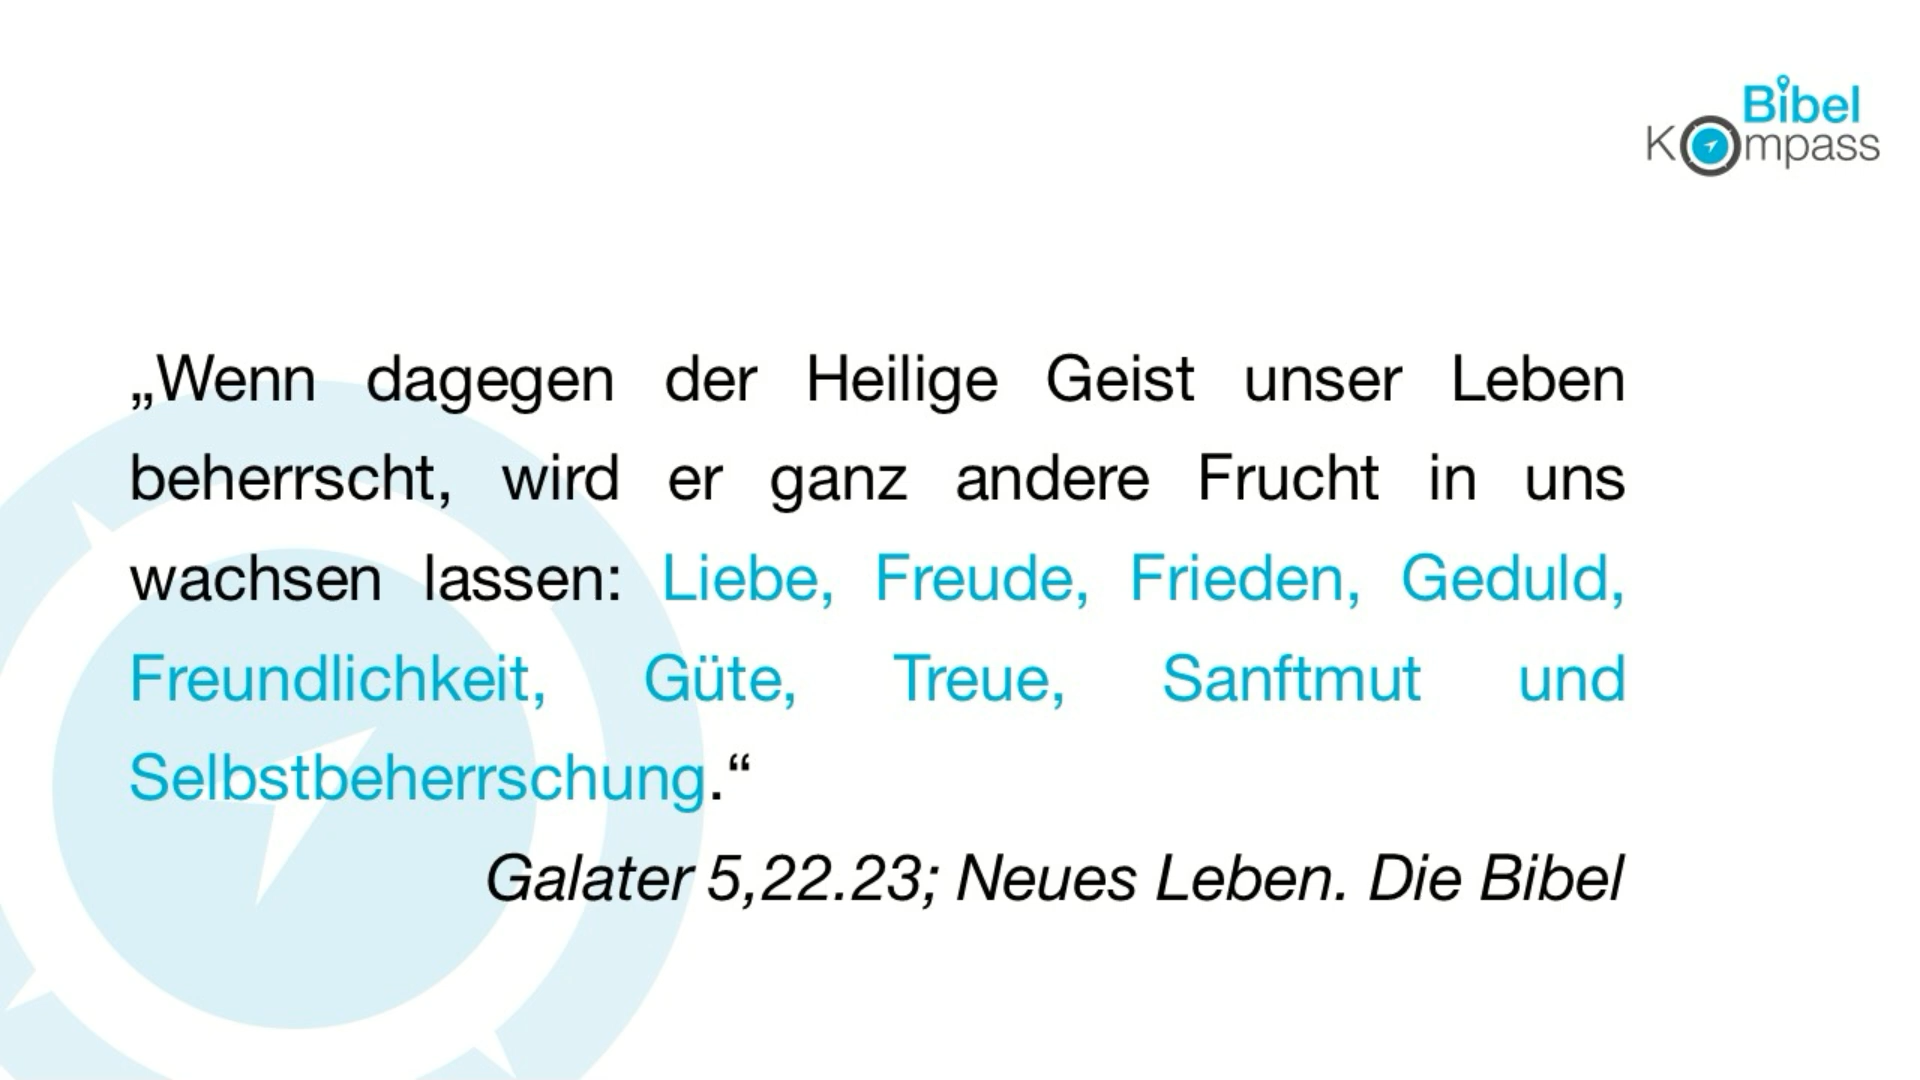 Bibel
Kompass
„Wenn dagegen der Heilige Geist unser Leben
beherrscht, wird er ganz andere Frucht in uns
wachsen lassen: Liebe, Freude, Frieden, Geduld,
Freundlichkeit, Güte, Treue, Sanftmut und
Selbstbeherrschung.“
Galater 5,22.23; Neues Leben. Die Bibel